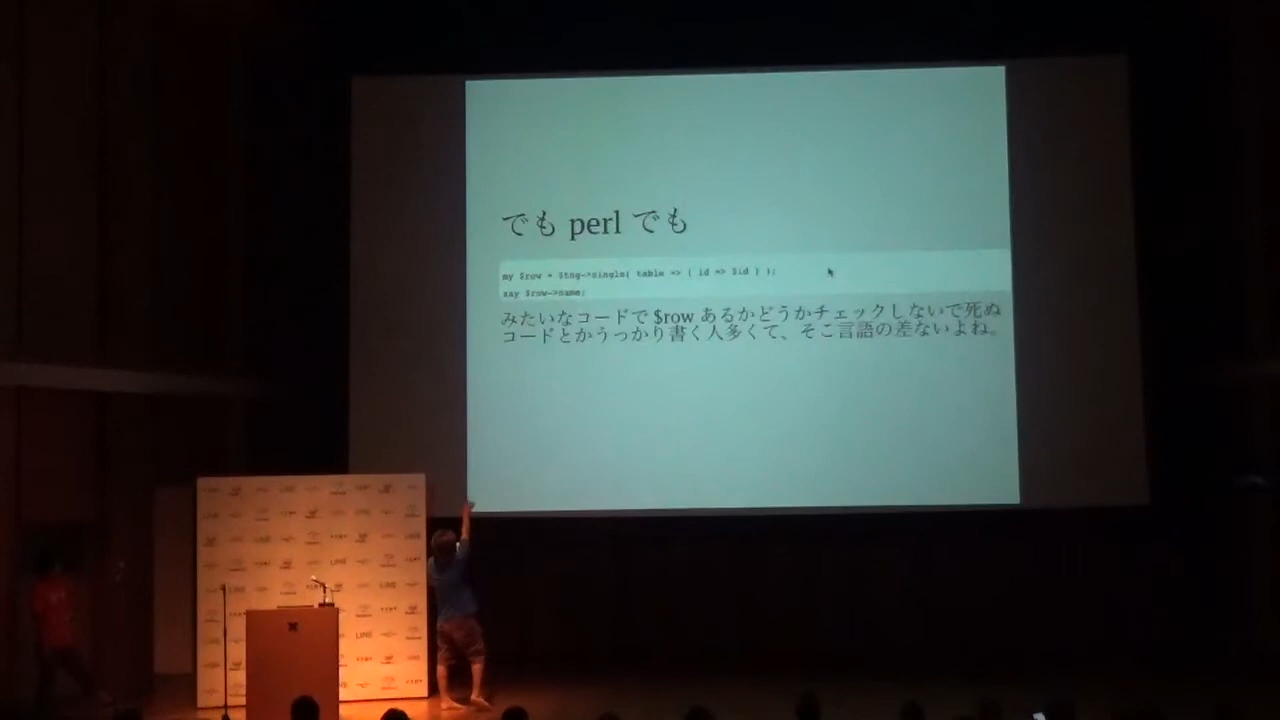 でも perl でも
my $row = $tng->single( table => { id => $id } );
say $row->name;
みたいなコードで $row あるかどうかチェックしないで死ぬ
コードとかうっかり書く人多くて、そこ言語の差ないよね。
LINE